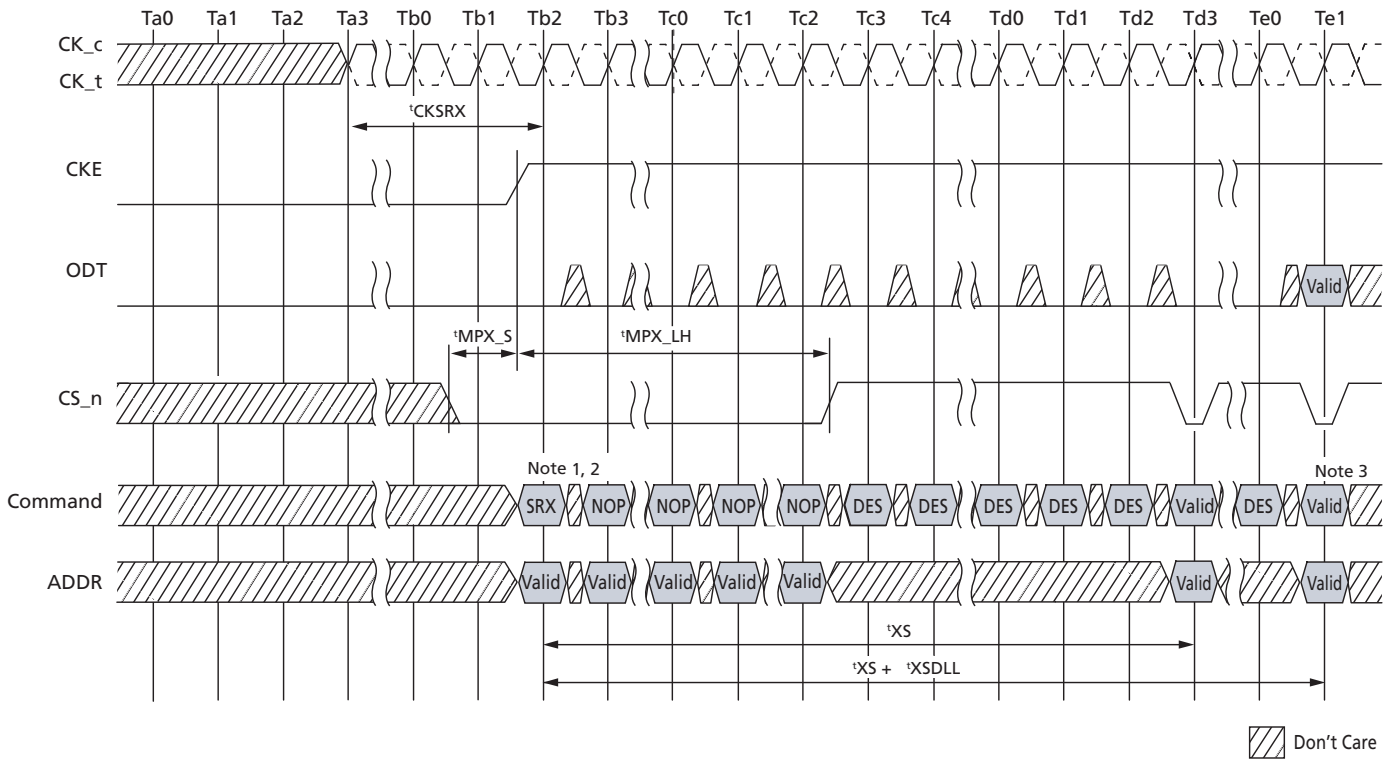 Ta0 Ta1 Ta2 Ta3 Tb0 Tb1 Tb2 Tb3 Tc0 Tc1 Tc2 Tc3 Tc4 Td0 Td1 Td2 Td3 Te0 Te1
CK_c
CK_t
tCKSRX
CKE
ODT
Valid
tMPX_S tMPX_LH
CS_n
Note 1, 2 Note 3
Command SRX NOP NOP NOP NOP DES DES DES DES DES Valid DES Valid
ADDR Valid Valid Valid Valid Valid Valid Valid
tXS
tXS + tXSDLL
Don't Care